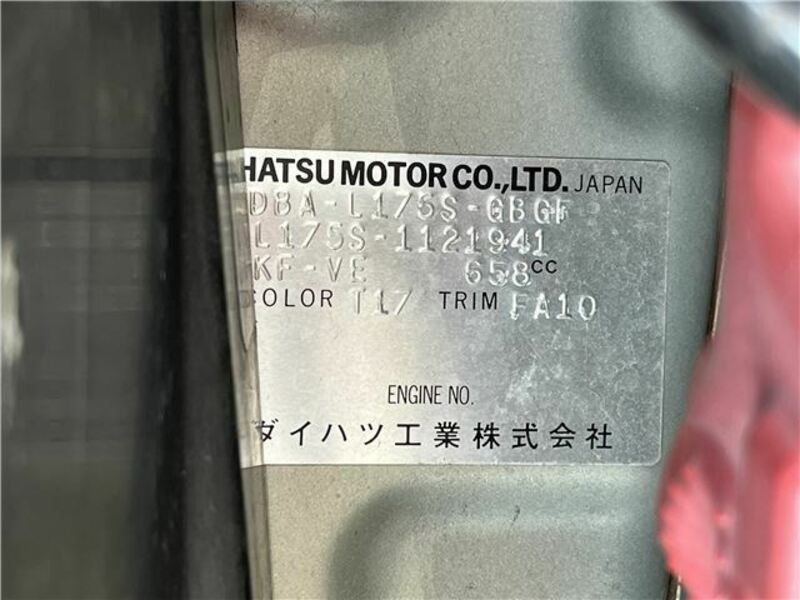 HATSU MOTOR CO.,LTD. JAPAN
DBA-L175S-GBGF
L175S-1121941
KF-VE 658CC
COLOR T17 TRIM FA10
ENGINE NO.
ダイハツ工業株式会社